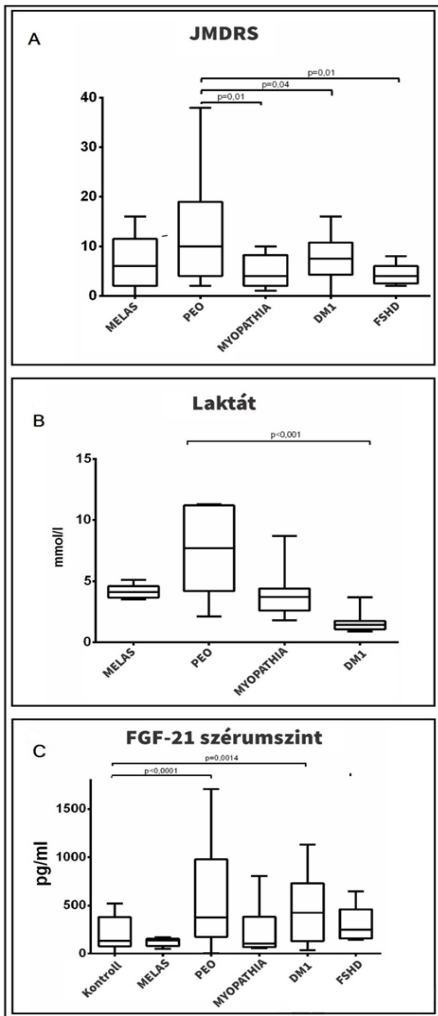 A
JMDRS
p=0,01
p=0.04
p=0,01
40
30
20
10
0
MELAS
PEO
MYOPATHIA
DM1
FSHD
B
Laktát
p<0,001
15
10
5
0
mmol/l
MELAS
PEO
MYOPATHIA
DM1
C
FGF-21 szérumszint
p=0,0014
p<0,0001
1500
1000
500
0
pg/ml
Kontroll
MELAS
PEO
MYOPATHIA
DM1
FSHD